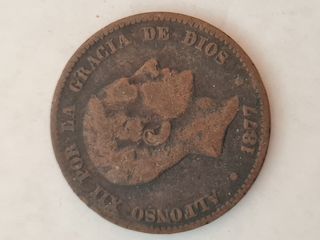 ALFONSO XII POR LA GRACIA DE DIOS
1877